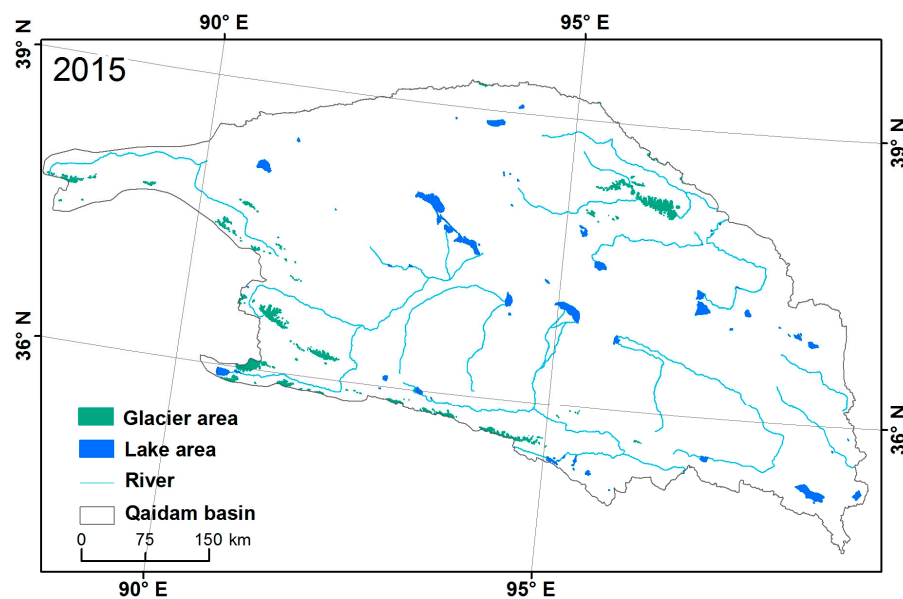 90° E 95° E
39° N
2015
39° N
36° N
36° N
Glacier area
Lake area
River
Qaidam basin
0 75 150 km
90° E 95° E